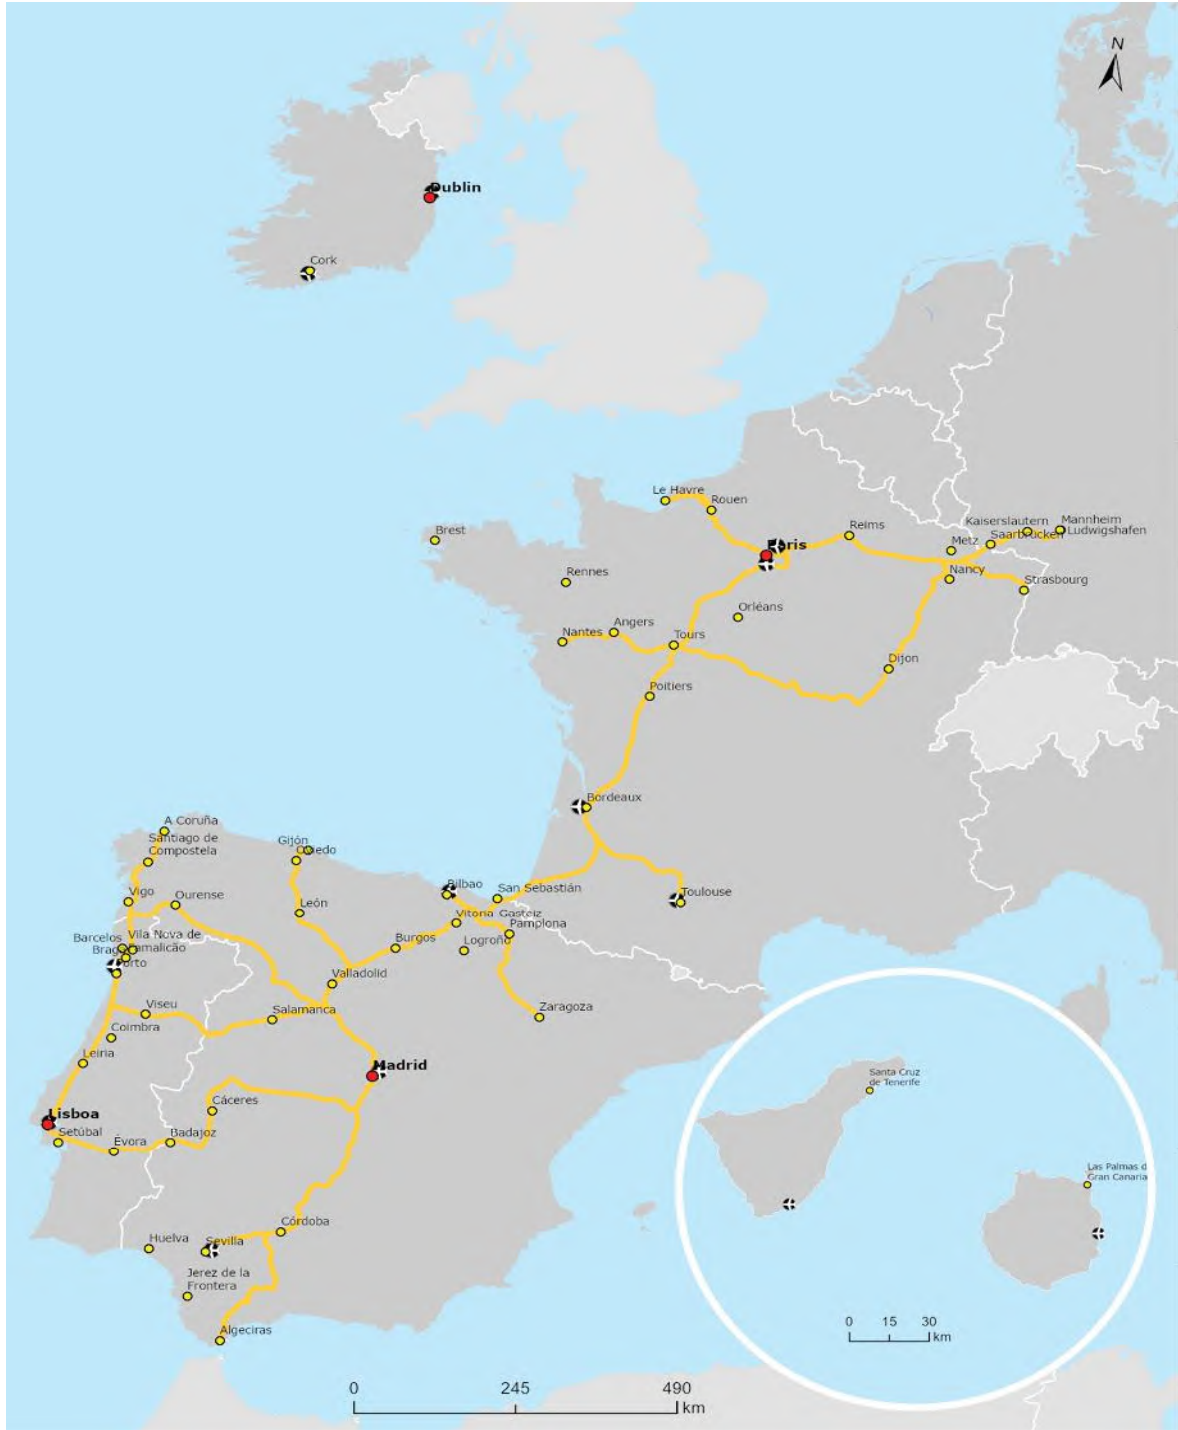 N
Dublin
Cork
Le Havre
Rouen
Reims
Kaiserslautern
Mannheim
Ludwigshafen
Saarbrücken
Metz
Brest
Paris
Nancy
Strasbourg
Rennes
Orléans
Nantes
Angers
Tours
Dijon
Poitiers
Bordeaux
Toulouse
A Coruña
Santiago de
Compostela
Gijón
Oviedo
Bilbao
San Sebastián
Vigo
Ourense
León
Vitoria-Gasteiz
Pamplona
Barcelos
Vila Nova de
Famalicão
Braga
Porto
Burgos
Logroño
Valladolid
Viseu
Salamanca
Zaragoza
Coimbra
Leiria
Madrid
Cáceres
Lisboa
Setúbal
Évora
Badajoz
Córdoba
Huelva
Sevilla
Jerez de la
Frontera
Algeciras
Santa Cruz
de Tenerife
Las Palmas d
Gran Canaria
0 15 30
km
0 245 490
km